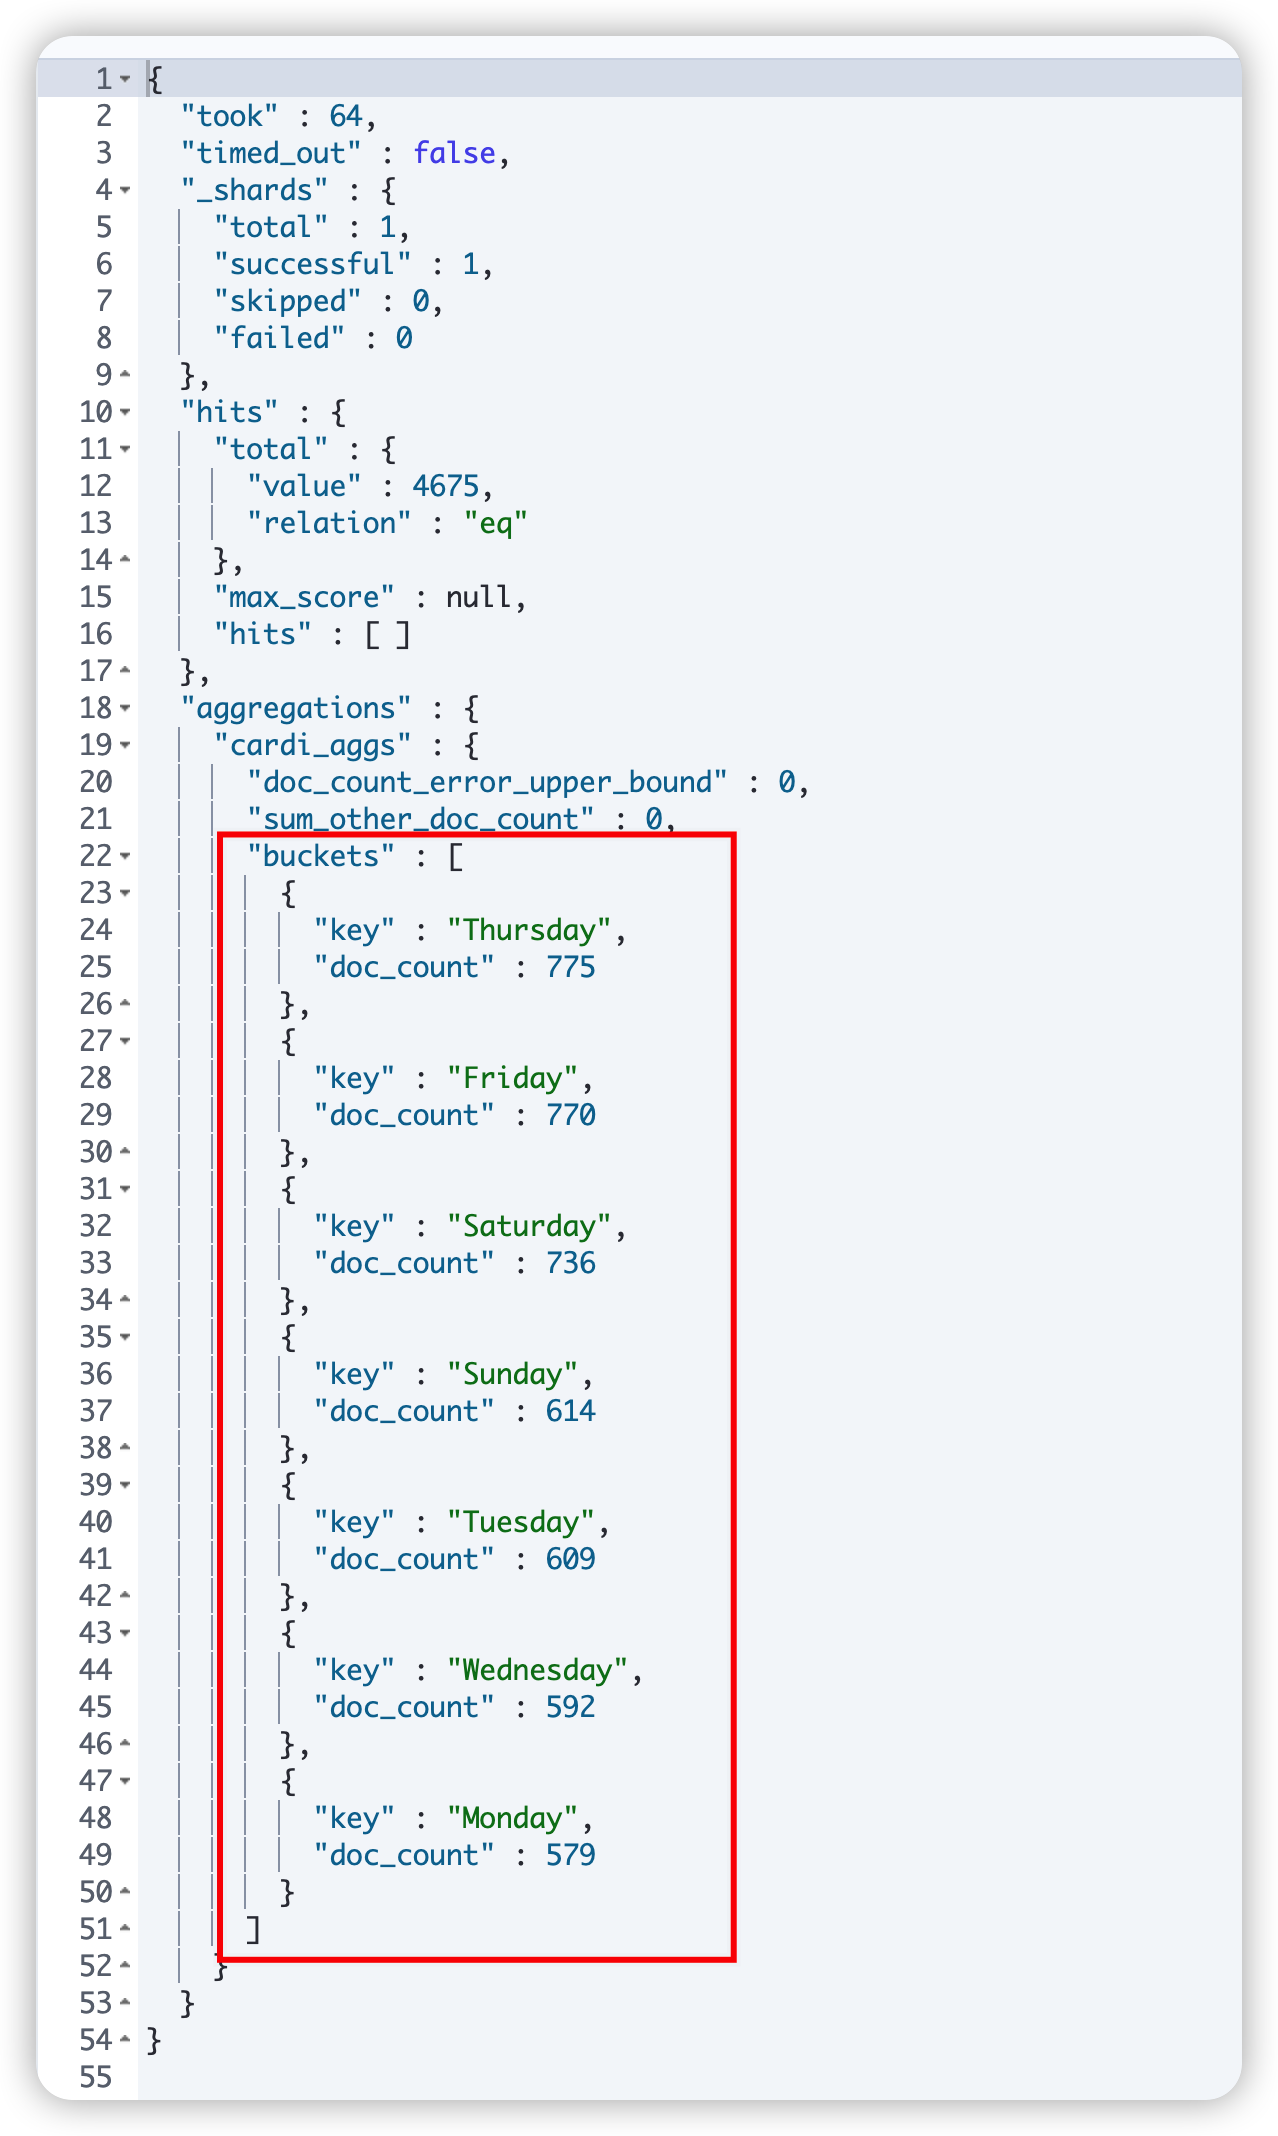 1 {
2 "took" : 64,
3 "timed_out" : false,
4 "_shards" : {
5 "total" : 1,
6 "successful" : 1,
7 "skipped" : 0,
8 "failed" : 0
9 },
10 "hits" : {
11 "total" : {
12 "value" : 4675,
13 "relation" : "eq"
14 },
15 "max_score" : null,
16 "hits" : [ ]
17 },
18 "aggregations" : {
19 "cardi_aggs" : {
20 "doc_count_error_upper_bound" : 0,
21 "sum_other_doc_count" : 0,
22 "buckets" : [
23 {
24 "key" : "Thursday",
25 "doc_count" : 775
26 },
27 {
28 "key" : "Friday",
29 "doc_count" : 770
30 },
31 {
32 "key" : "Saturday",
33 "doc_count" : 736
34 },
35 {
36 "key" : "Sunday",
37 "doc_count" : 614
38 },
39 {
40 "key" : "Tuesday",
41 "doc_count" : 609
42 },
43 {
44 "key" : "Wednesday",
45 "doc_count" : 592
46 },
47 {
48 "key" : "Monday",
49 "doc_count" : 579
50 }
51 ]
52 }
53 }
54 }
55